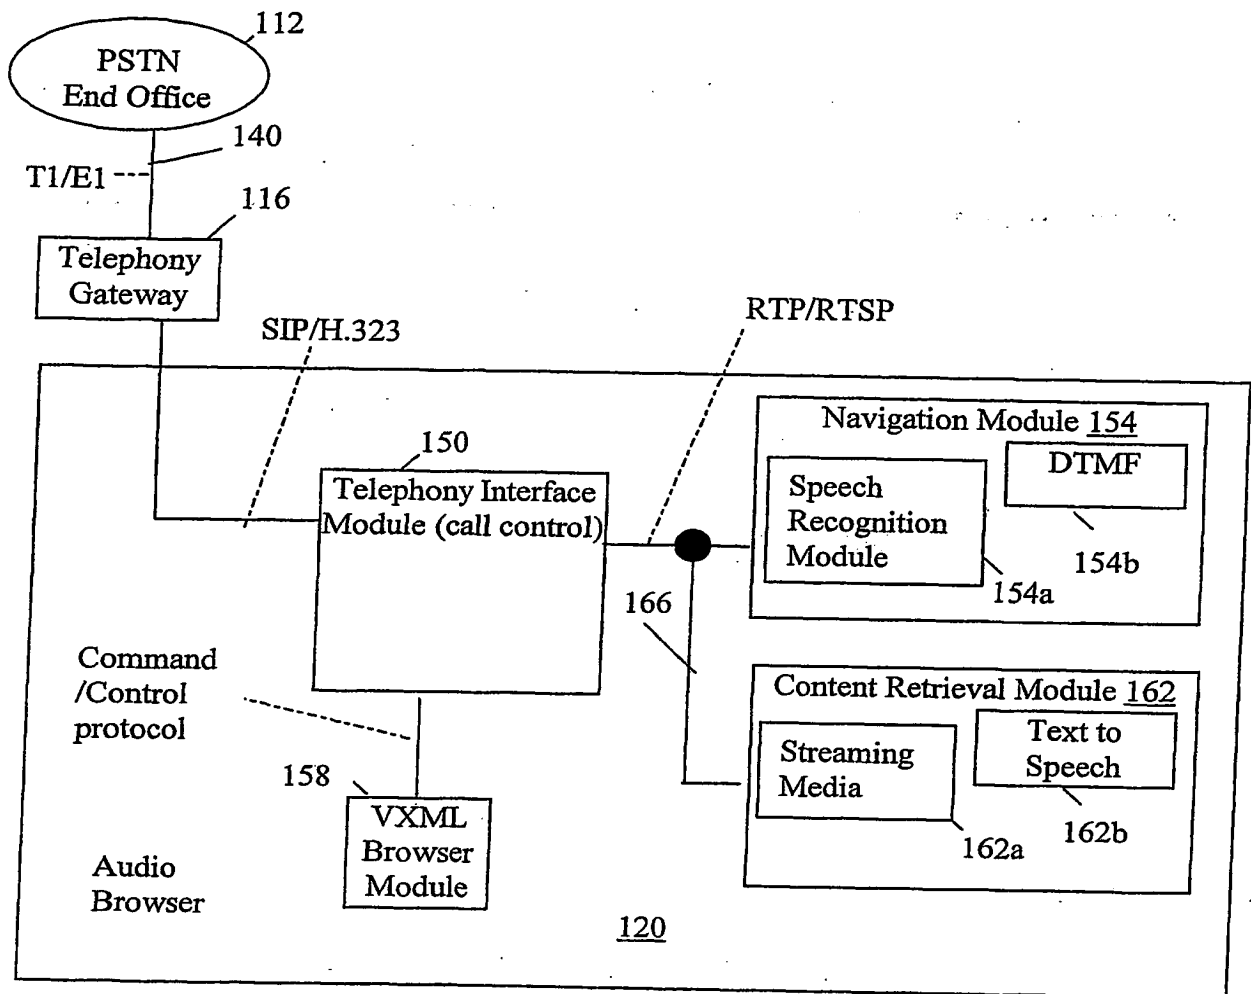 112
PSTN
End Office
140
T1/E1
116
Telephony
Gateway
SIP/H.323
RTP/RTSP
150
Telephony Interface
Module (call control)
Navigation Module 154
DTMF
Speech
Recognition
Module
154b
154a
166
Command
/Control
protocol
Content Retrieval Module 162
Text to
Speech
Streaming
Media
162b
162a
158
VXML
Browser
Module
Audio
Browser
120